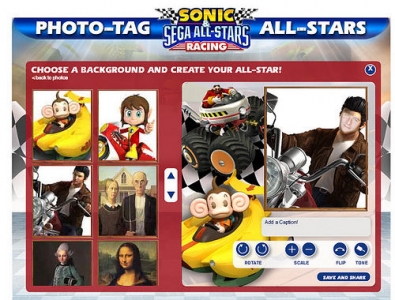 PHOTO-TAG
SONIC
& SEGA ALL-STARS
RACING
ALL-STARS
CHOOSE A BACKGROUND AND CREATE YOUR ALL-STAR!
<back to photos
X
Add a Caption!
ROTATE
SCALE
FLIP
TONE
SAVE AND SHARE